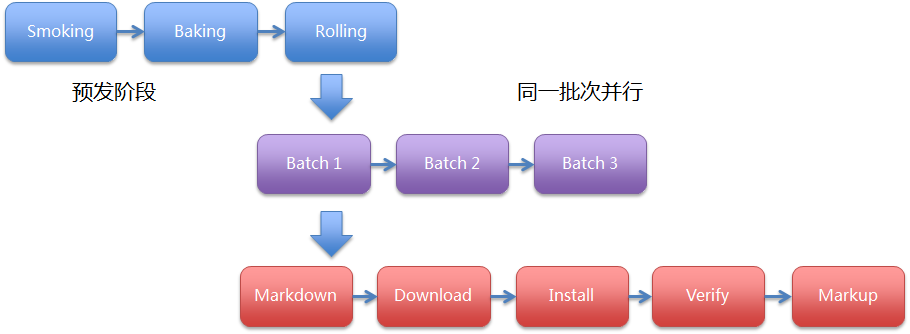 Smoking
Baking
Rolling
预发阶段
同一批次并行
Batch 1
Batch 2
Batch 3
Markdown
Download
Install
Verify
Markup